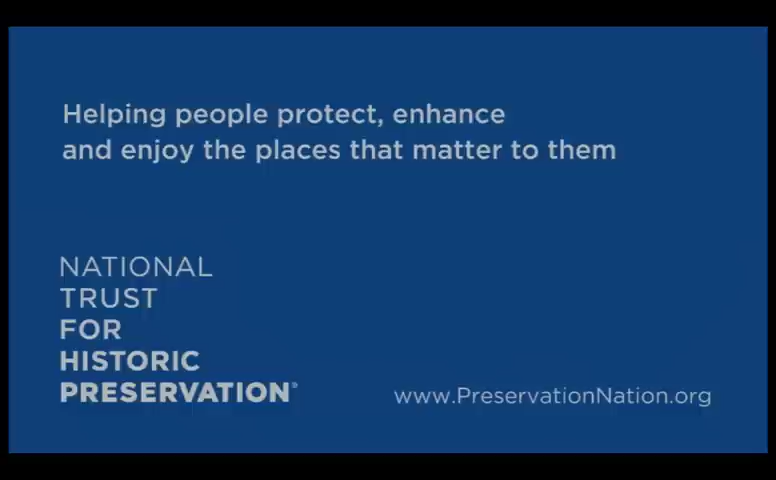 Helping people protect, enhance
and enjoy the places that matter to them
NATIONAL
TRUST
FOR
HISTORIC
PRESERVATION®
www.PreservationNation.org